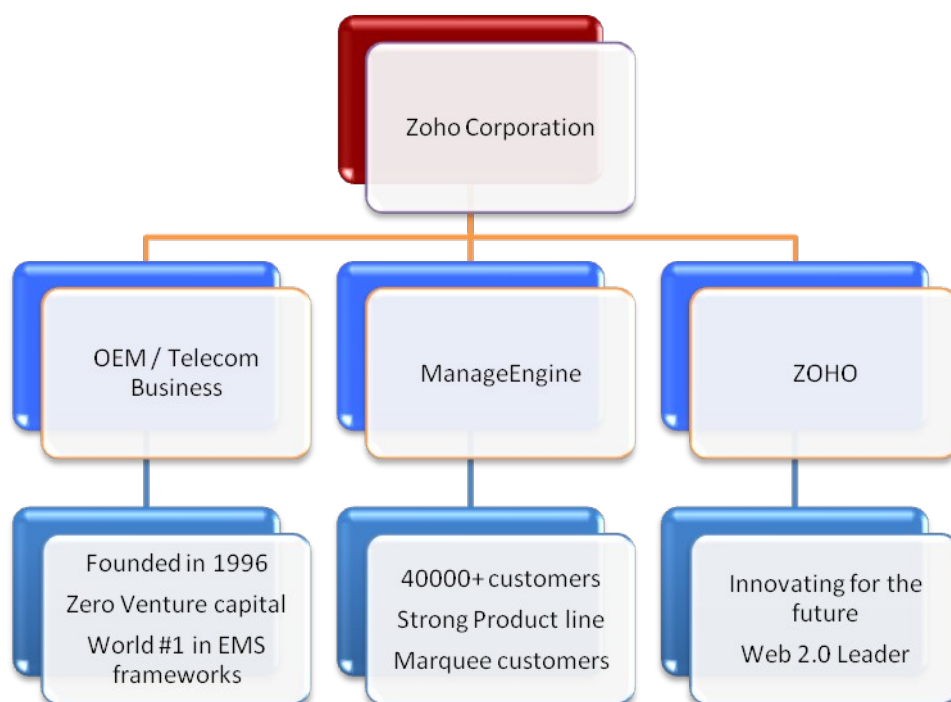 Zoho Corporation
OEM / Telecom
Business
ManageEngine
ZOHO
Founded in 1996
Zero Venture capital
World #1 in EMS
frameworks
40000+ customers
Strong Product line
Marquee customers
Innovating for the
future
Web 2.0 Leader